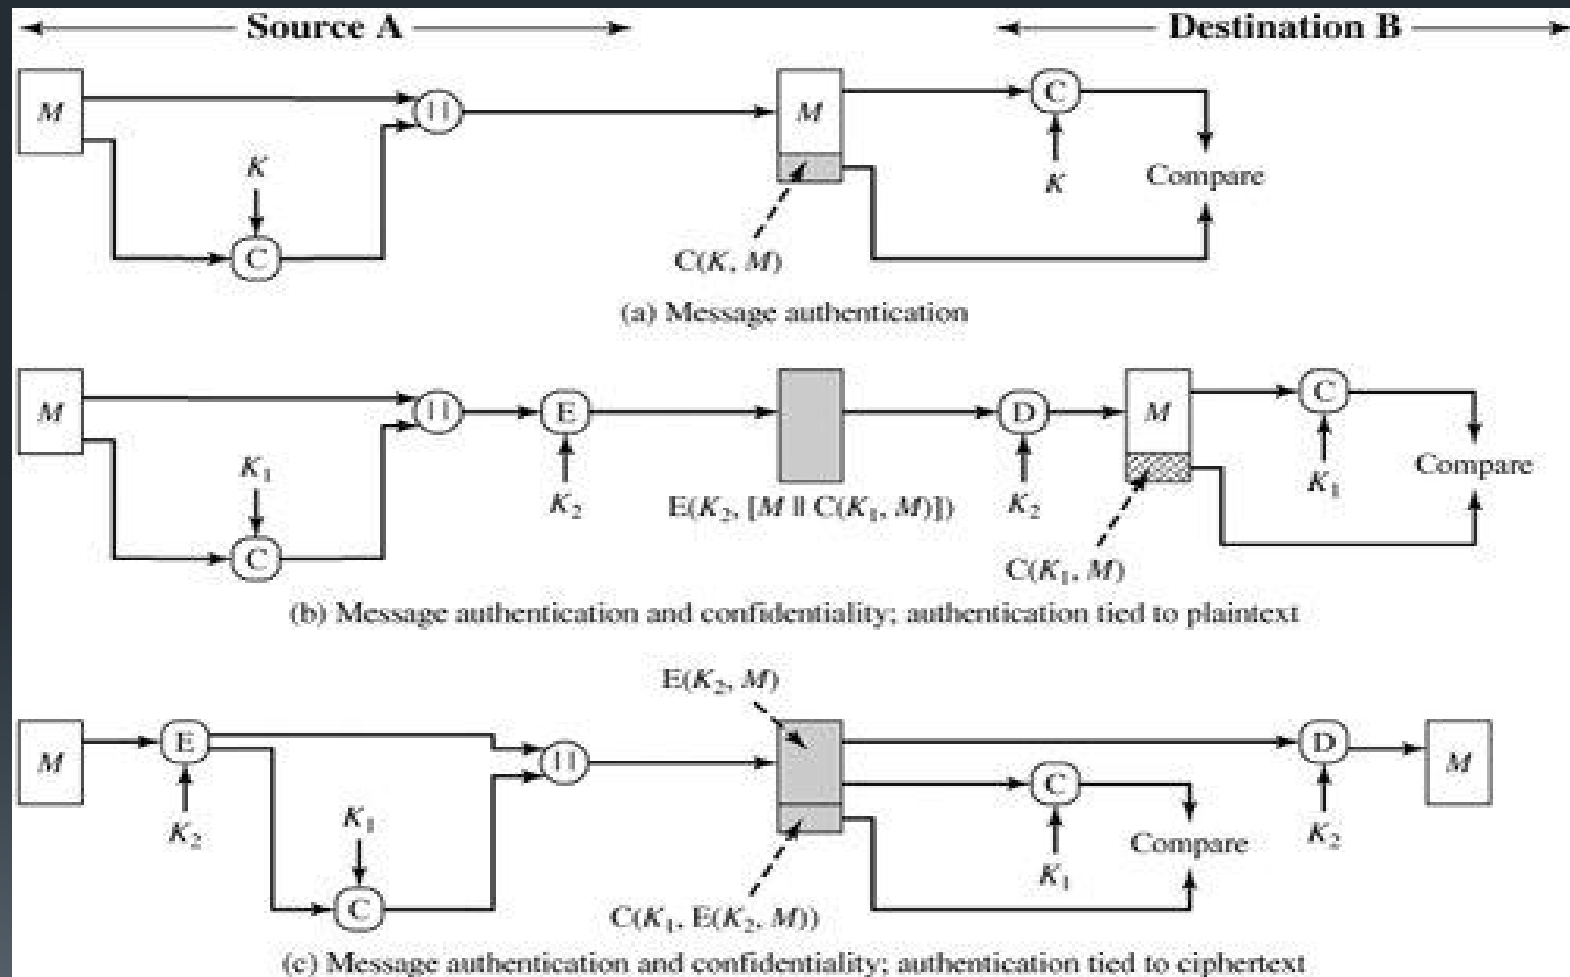 Source A
Destination B
M
||
M
C
K
K
Compare
C
C(K, M)
(a) Message authentication
M
||
E
D
M
C
K₁
K₂
E(K₂, [M || C(K₁, M)])
K₂
K₁
Compare
C
C(K₁, M)
(b) Message authentication and confidentiality; authentication tied to plaintext
E(K₂, M)
M
E
||
D
M
C
K₂
K₁
K₁
Compare
K₂
C
C(K₁, E(K₂, M))
(c) Message authentication and confidentiality; authentication tied to ciphertext